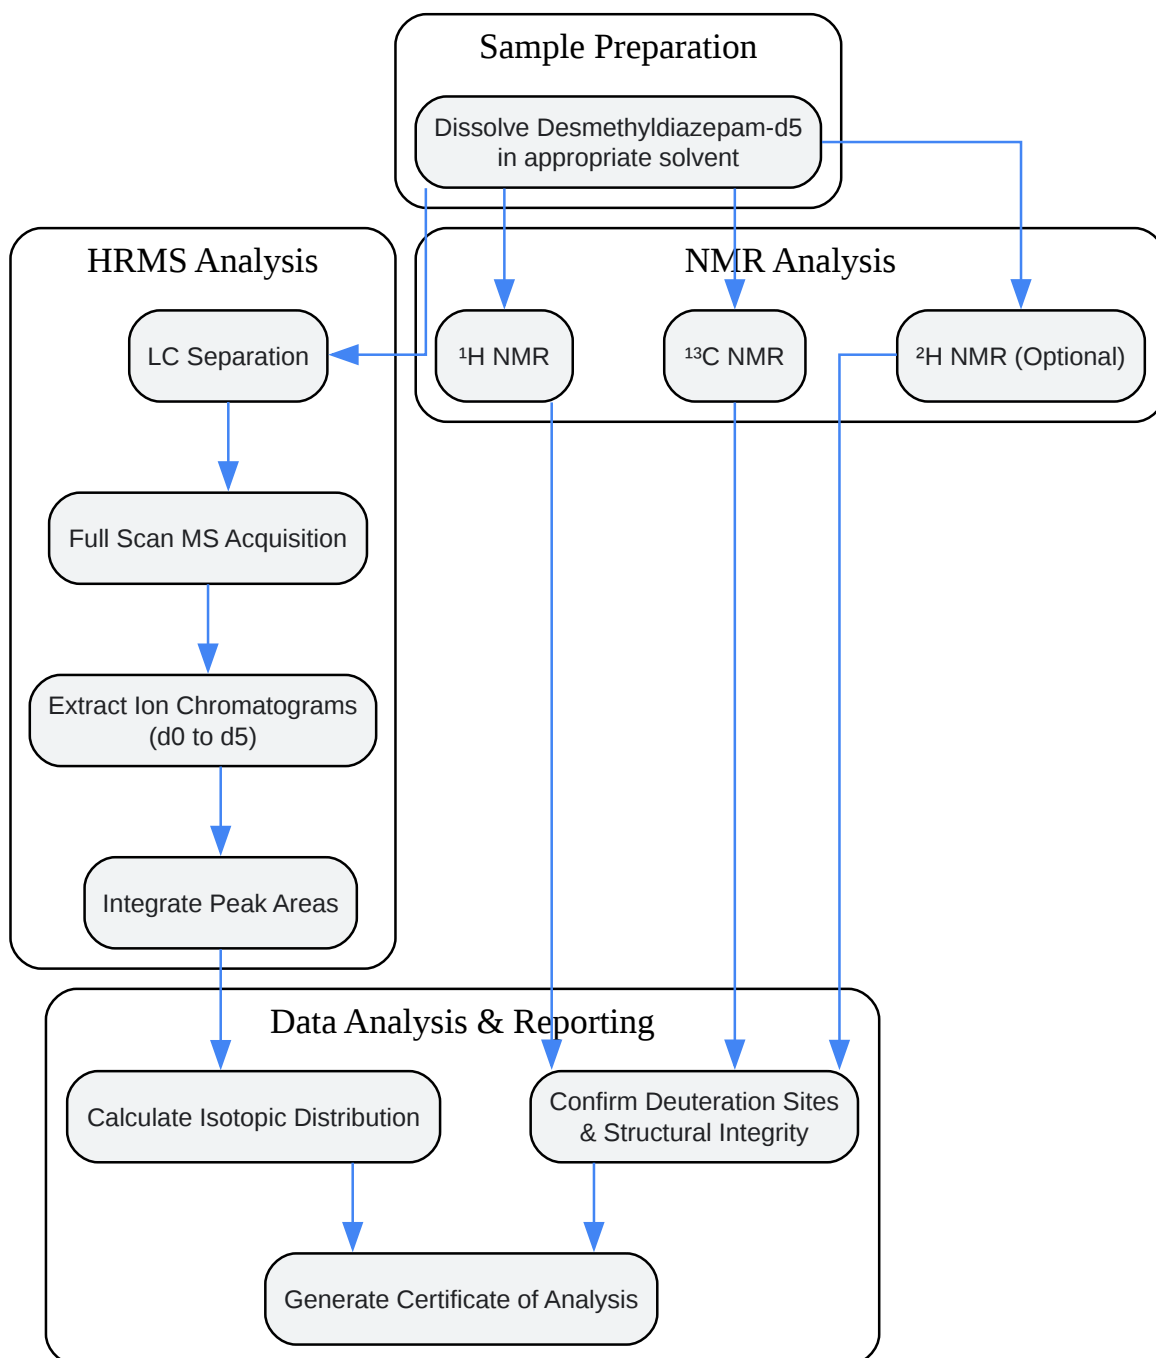 Sample Preparation
Dissolve Desmethyldiazepam-d5
in appropriate solvent
HRMS Analysis
LC Separation
Full Scan MS Acquisition
Extract Ion Chromatograms
(d0 to d5)
Integrate Peak Areas
NMR Analysis
¹H NMR
¹³C NMR
²H NMR (Optional)
Data Analysis & Reporting
Calculate Isotopic Distribution
Confirm Deuteration Sites
& Structural Integrity
Generate Certificate of Analysis